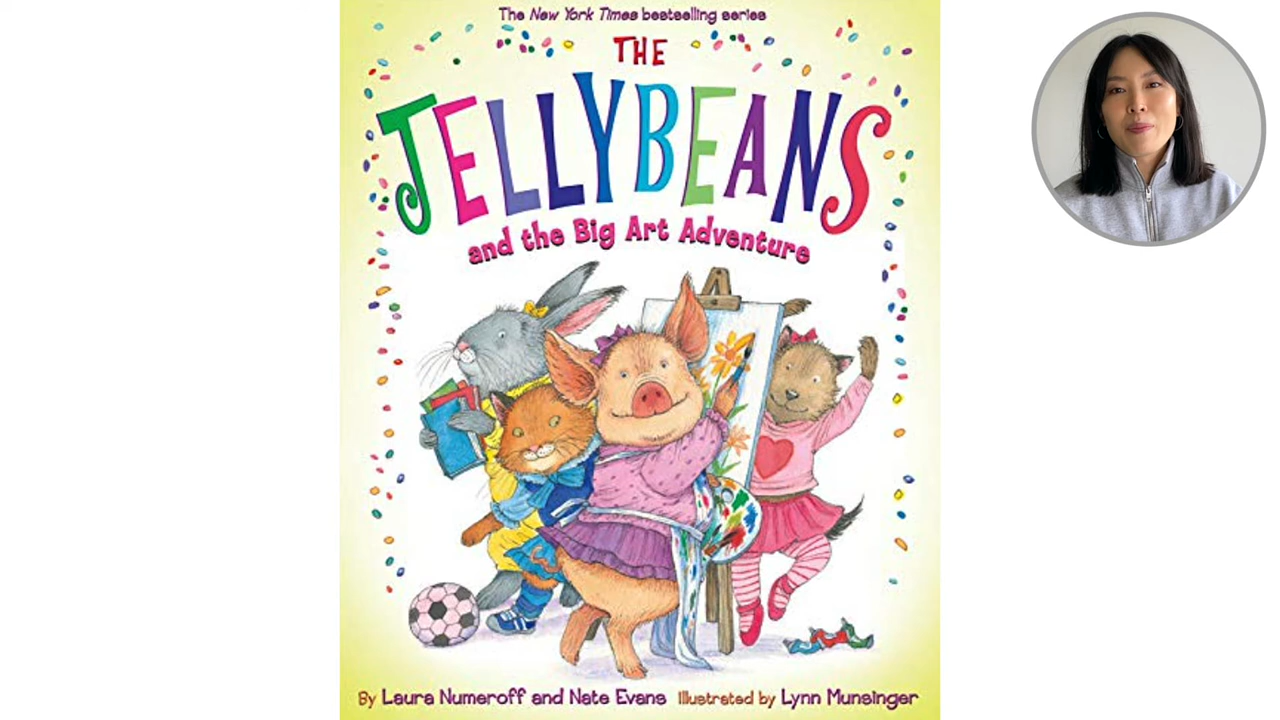 The New York Times bestselling series
THE
JELLYBEANS
and the Big Art Adventure
By Laura Numeroff and Nate Evans Illustrated by Lynn Munsinger